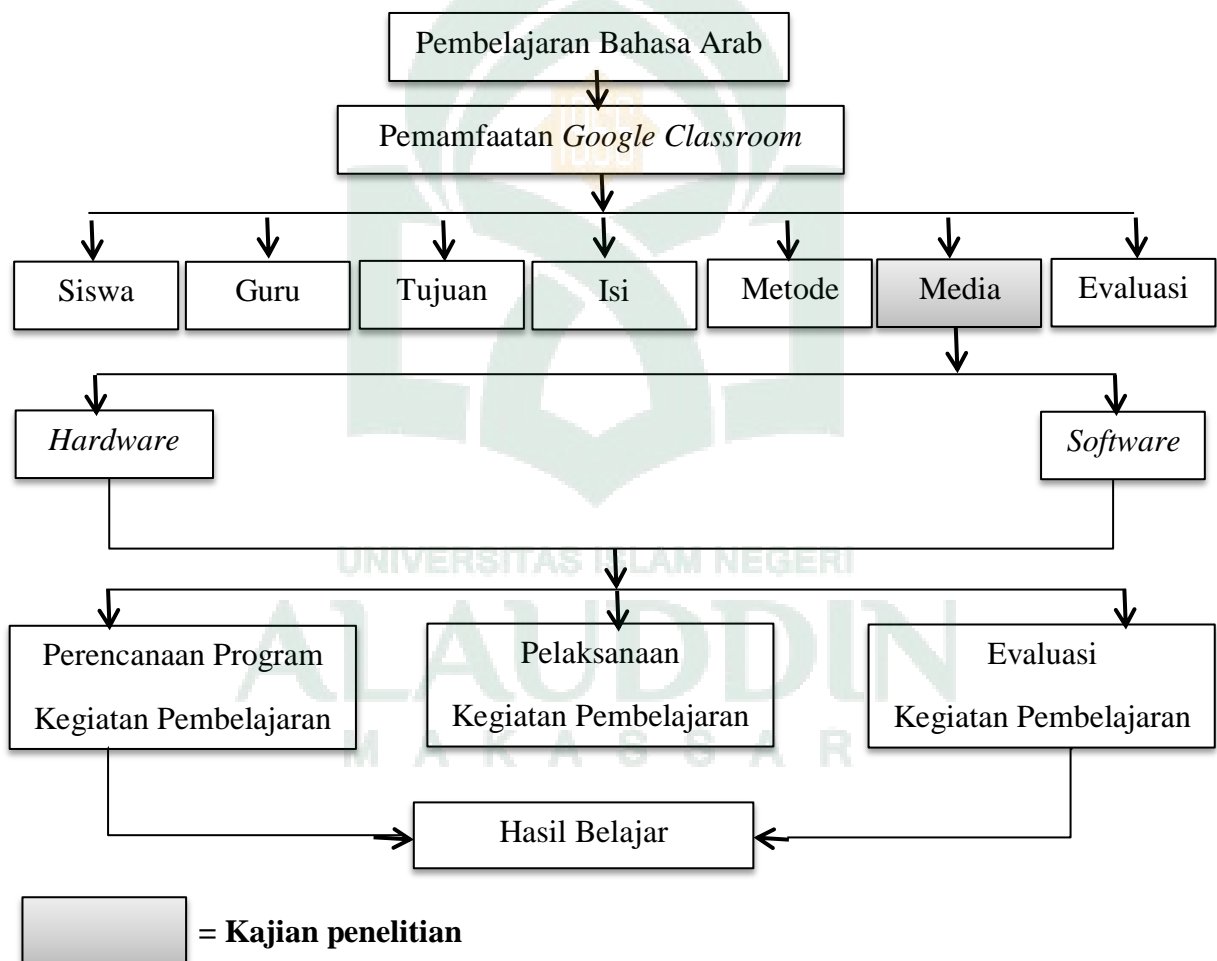 Pembelajaran Bahasa Arab
Pemamfaatan Google Classroom
Siswa
Guru
Tujuan
Isi
Metode
Media
Evaluasi
Hardware
Software
UNIVERSITAS ISLAM NEGERI
ALAUDDIN
MAKASSAR
Perencanaan Program
Kegiatan Pembelajaran
Pelaksanaan
Kegiatan Pembelajaran
Evaluasi
Kegiatan Pembelajaran
Hasil Belajar
= Kajian penelitian